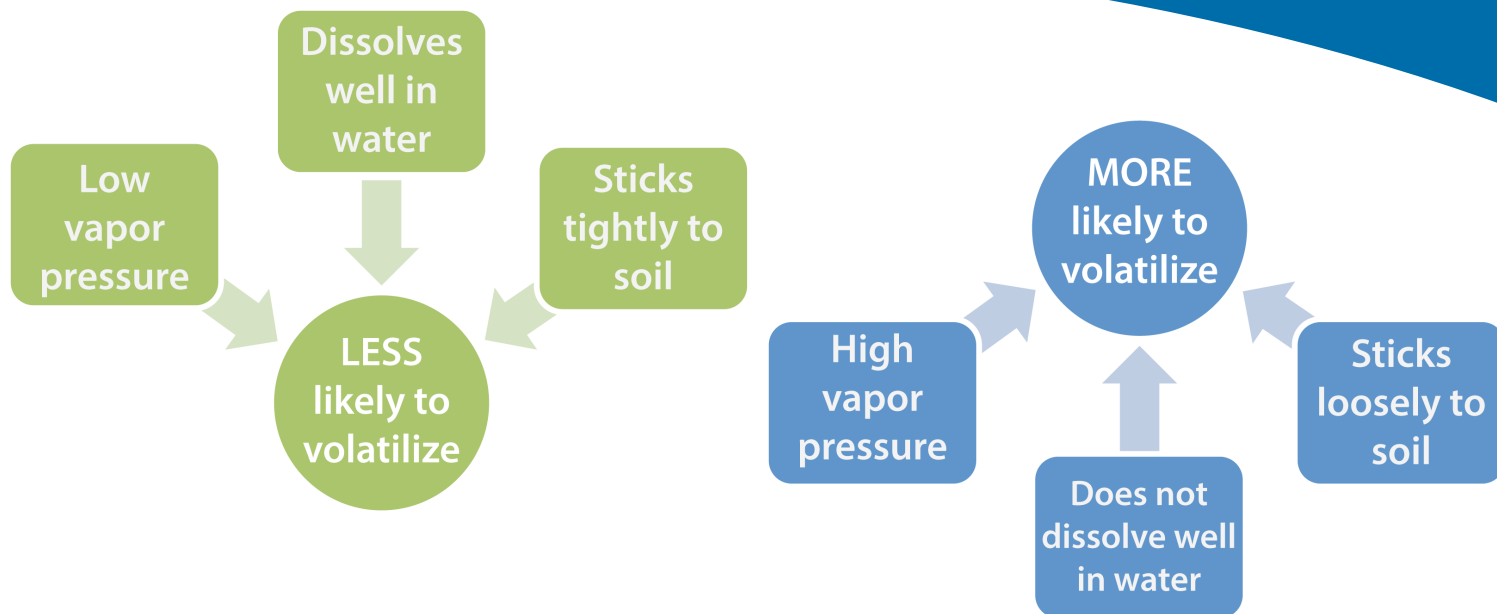 Dissolves
well in
water
Low
vapor
pressure
Sticks
tightly to
soil
LESS
likely to
volatilize
MORE
likely to
volatilize
High
vapor
pressure
Sticks
loosely to
soil
Does not
dissolve well
in water